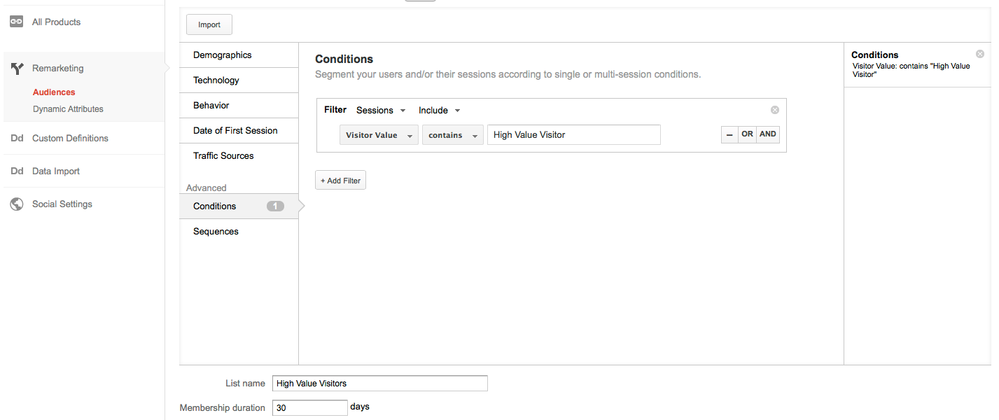 All Products
Remarketing
Audiences
Dynamic Attributes
Dd Custom Definitions
Dd Data Import
Social Settings
Import
Demographics
Technology
Behavior
Date of First Session
Traffic Sources
Advanced
Conditions 1
Sequences
Conditions
Segment your users and/or their sessions according to single or multi-session conditions.
Filter Sessions Include
Visitor Value contains High Value Visitor – OR AND
+ Add Filter
Conditions
Visitor Value: contains "High Value
Visitor"
List name High Value Visitors
Membership duration 30 days